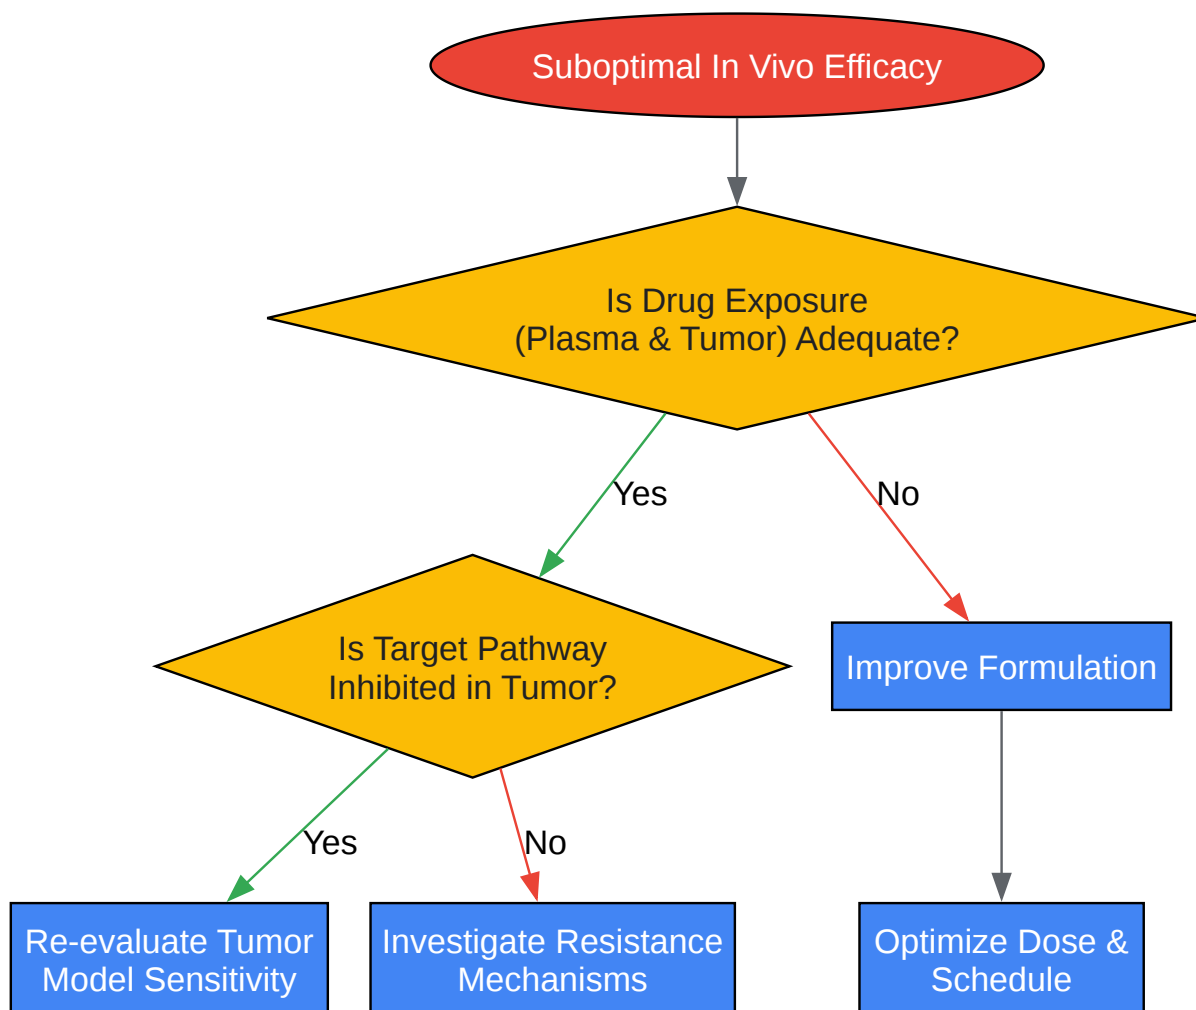 Suboptimal In Vivo Efficacy
Is Drug Exposure
(Plasma & Tumor) Adequate?
Yes
No
Is Target Pathway
Inhibited in Tumor?
Improve Formulation
Yes
No
Re-evaluate Tumor
Model Sensitivity
Investigate Resistance
Mechanisms
Optimize Dose &
Schedule